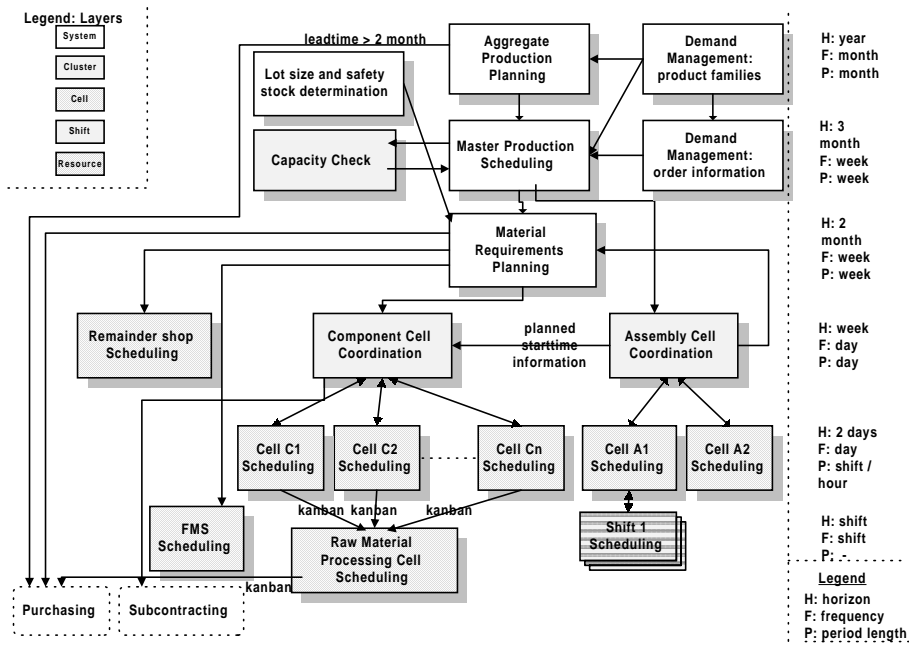 Legend: Layers
System
Cluster
Cell
Shift
Resource
leadtime > 2 month
Lot size and safety
stock determination
Aggregate
Production
Planning
Demand
Management:
product families
H: year
F: month
P: month
Capacity Check
Master Production
Scheduling
Demand
Management:
order information
H: 3
month
F: week
P: week
Material
Requirements
Planning
H: 2
month
F: week
P: week
Remainder shop
Scheduling
Component Cell
Coordination
planned
starttime
information
Assembly Cell
Coordination
H: week
F: day
P: day
Cell C1
Scheduling
Cell C2
Scheduling
Cell Cn
Scheduling
Cell A1
Scheduling
Cell A2
Scheduling
H: 2 days
F: day
P: shift /
hour
kanban
kanban
kanban
FMS
Scheduling
Raw Material
Processing Cell
Scheduling
Shift 1
Scheduling
H: shift
F: shift
P: -
kanban
Purchasing
Subcontracting
Legend
H: horizon
F: frequency
P: period length